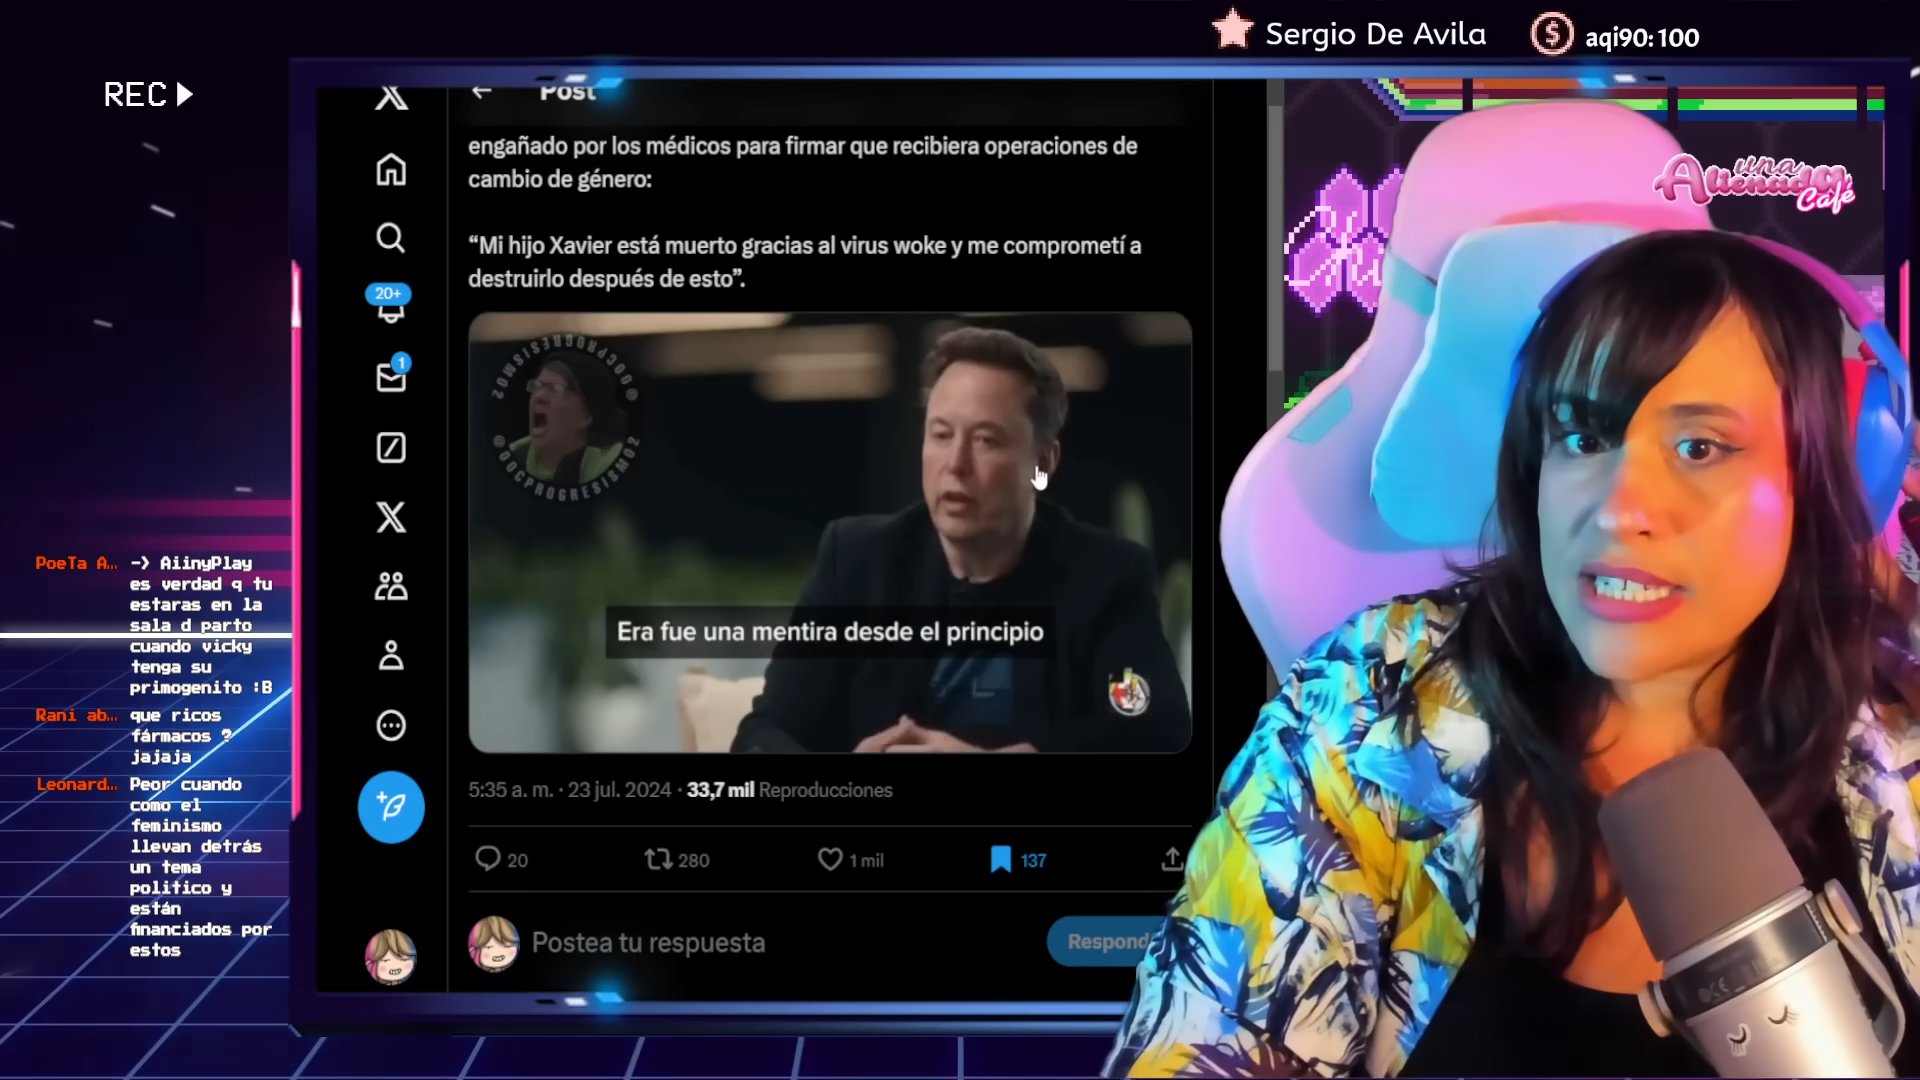 Sergio De Avila
aqi90:100
REC
Post
engañado por los médicos para firmar que recibiera operaciones de
cambio de género:
“Mi hijo Xavier está muerto gracias al virus woke y me comprometí a
destruirlo después de esto”.
20+
1
@DOCPROGRESISMO2
@DOCPROGRESISMO2
Era fue una mentira desde el principio
5:35 a. m. · 23 jul. 2024 · 33,7 mil Reproducciones
20
280
1 mil
137
Postea tu respuesta
Respond
una
Alienada
Café
PoeTa A... -> AiinyPlay
es verdad q tu
estaras en la
sala d parto
cuando vicky
tenga su
primogenito :B
Rani ab... que ricos
fármacos ?
jajaja
Leonard... Peor cuando
como el
feminismo
llevan detrás
un tema
politico y
están
financiados por
estos